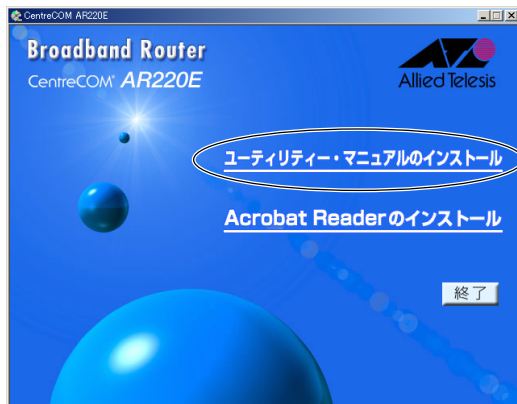 CentreCOM AR220E
Broadband Router
CentreCOM® AR220E
Allied Telesis
ユーティリティー・マニュアルのインストール
Acrobat Readerのインストール
終了